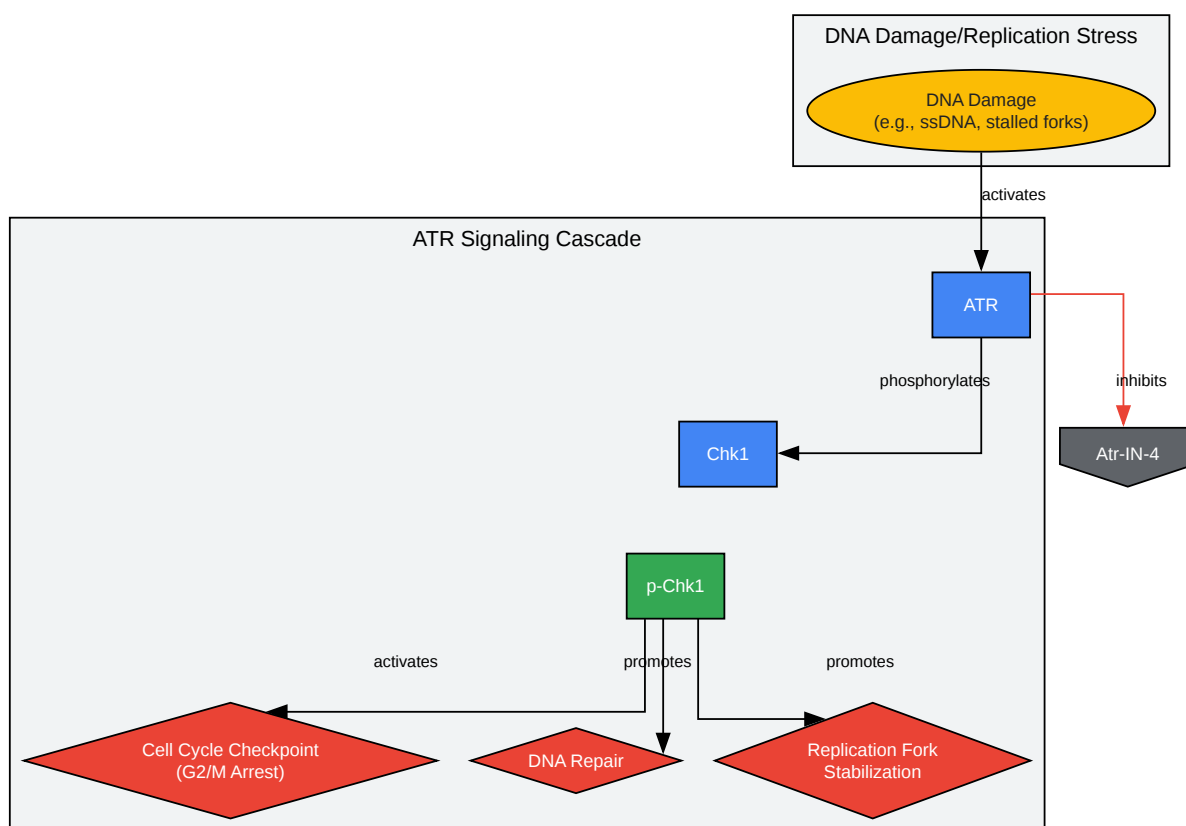 DNA Damage/Replication Stress
DNA Damage
(e.g., ssDNA, stalled forks)
activates
ATR Signaling Cascade
ATR
phosphorylates
inhibits
Chk1
Atr-IN-4
p-Chk1
activates
promotes
promotes
Cell Cycle Checkpoint
(G2/M Arrest)
DNA Repair
Replication Fork
Stabilization